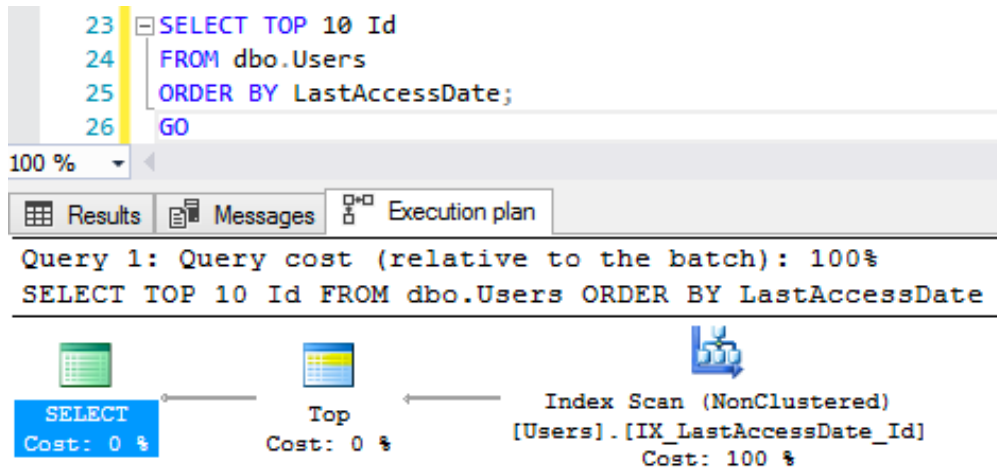 23 SELECT TOP 10 Id
24 FROM dbo.Users
25 ORDER BY LastAccessDate;
26 GO
100 %
Results Messages Execution plan
Query 1: Query cost (relative to the batch): 100%
SELECT TOP 10 Id FROM dbo.Users ORDER BY LastAccessDate
SELECT
Cost: 0 %
Top
Cost: 0 %
Index Scan (NonClustered)
[Users].[IX_LastAccessDate_Id]
Cost: 100 %